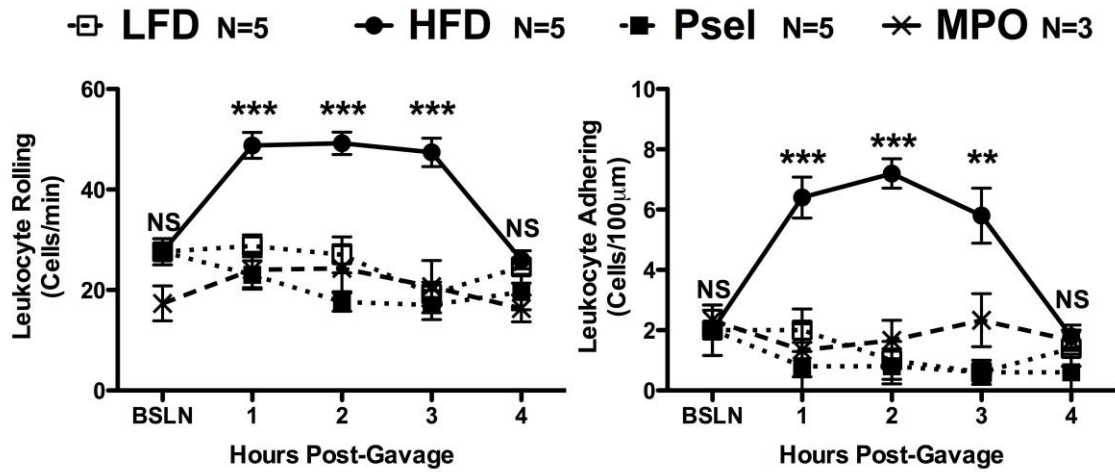 LFD N=5 HFD N=5 Psel N=5 MPO N=3
Leukocyte Rolling
(Cells/min)
60
40
20
0
NS
***
***
***
NS
BSLN 1 2 3 4
Hours Post-Gavage
Leukocyte Adhering
(Cells/100μm)
10
8
6
4
2
0
NS
***
***
**
NS
BSLN 1 2 3 4
Hours Post-Gavage